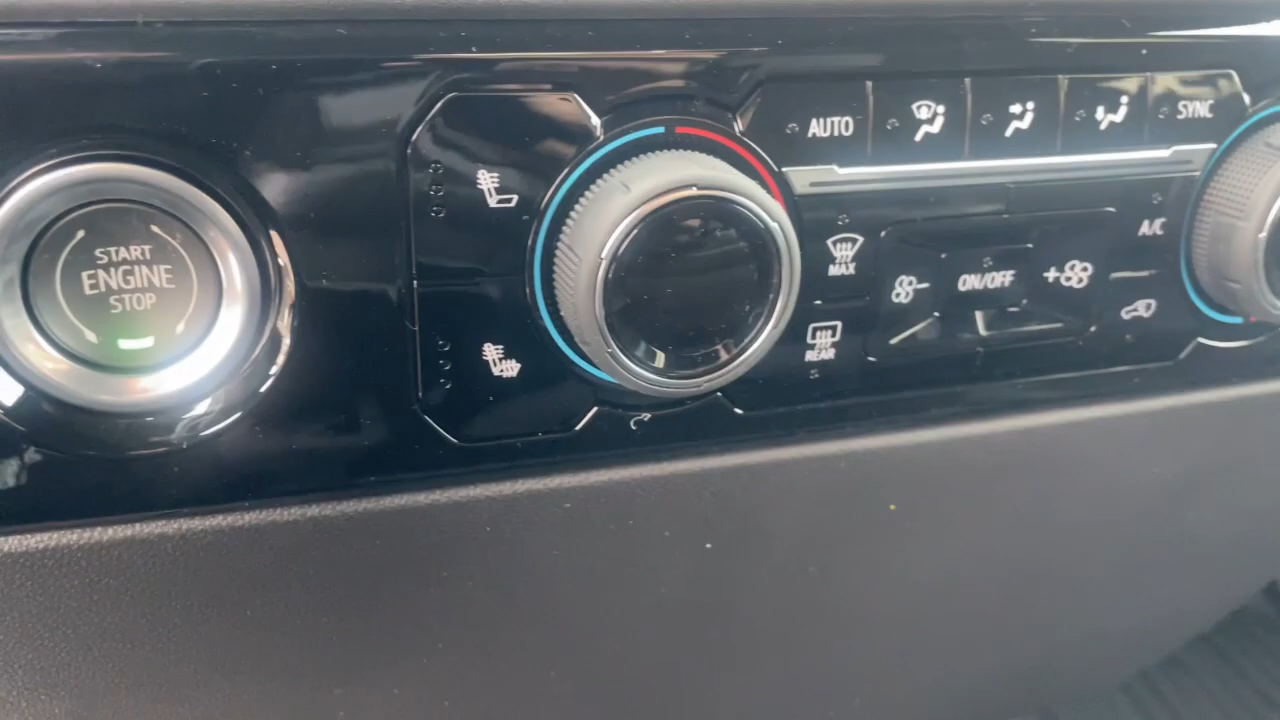 START
ENGINE
STOP
AUTO
SYNC
MAX
A/C
ON/OFF
REAR